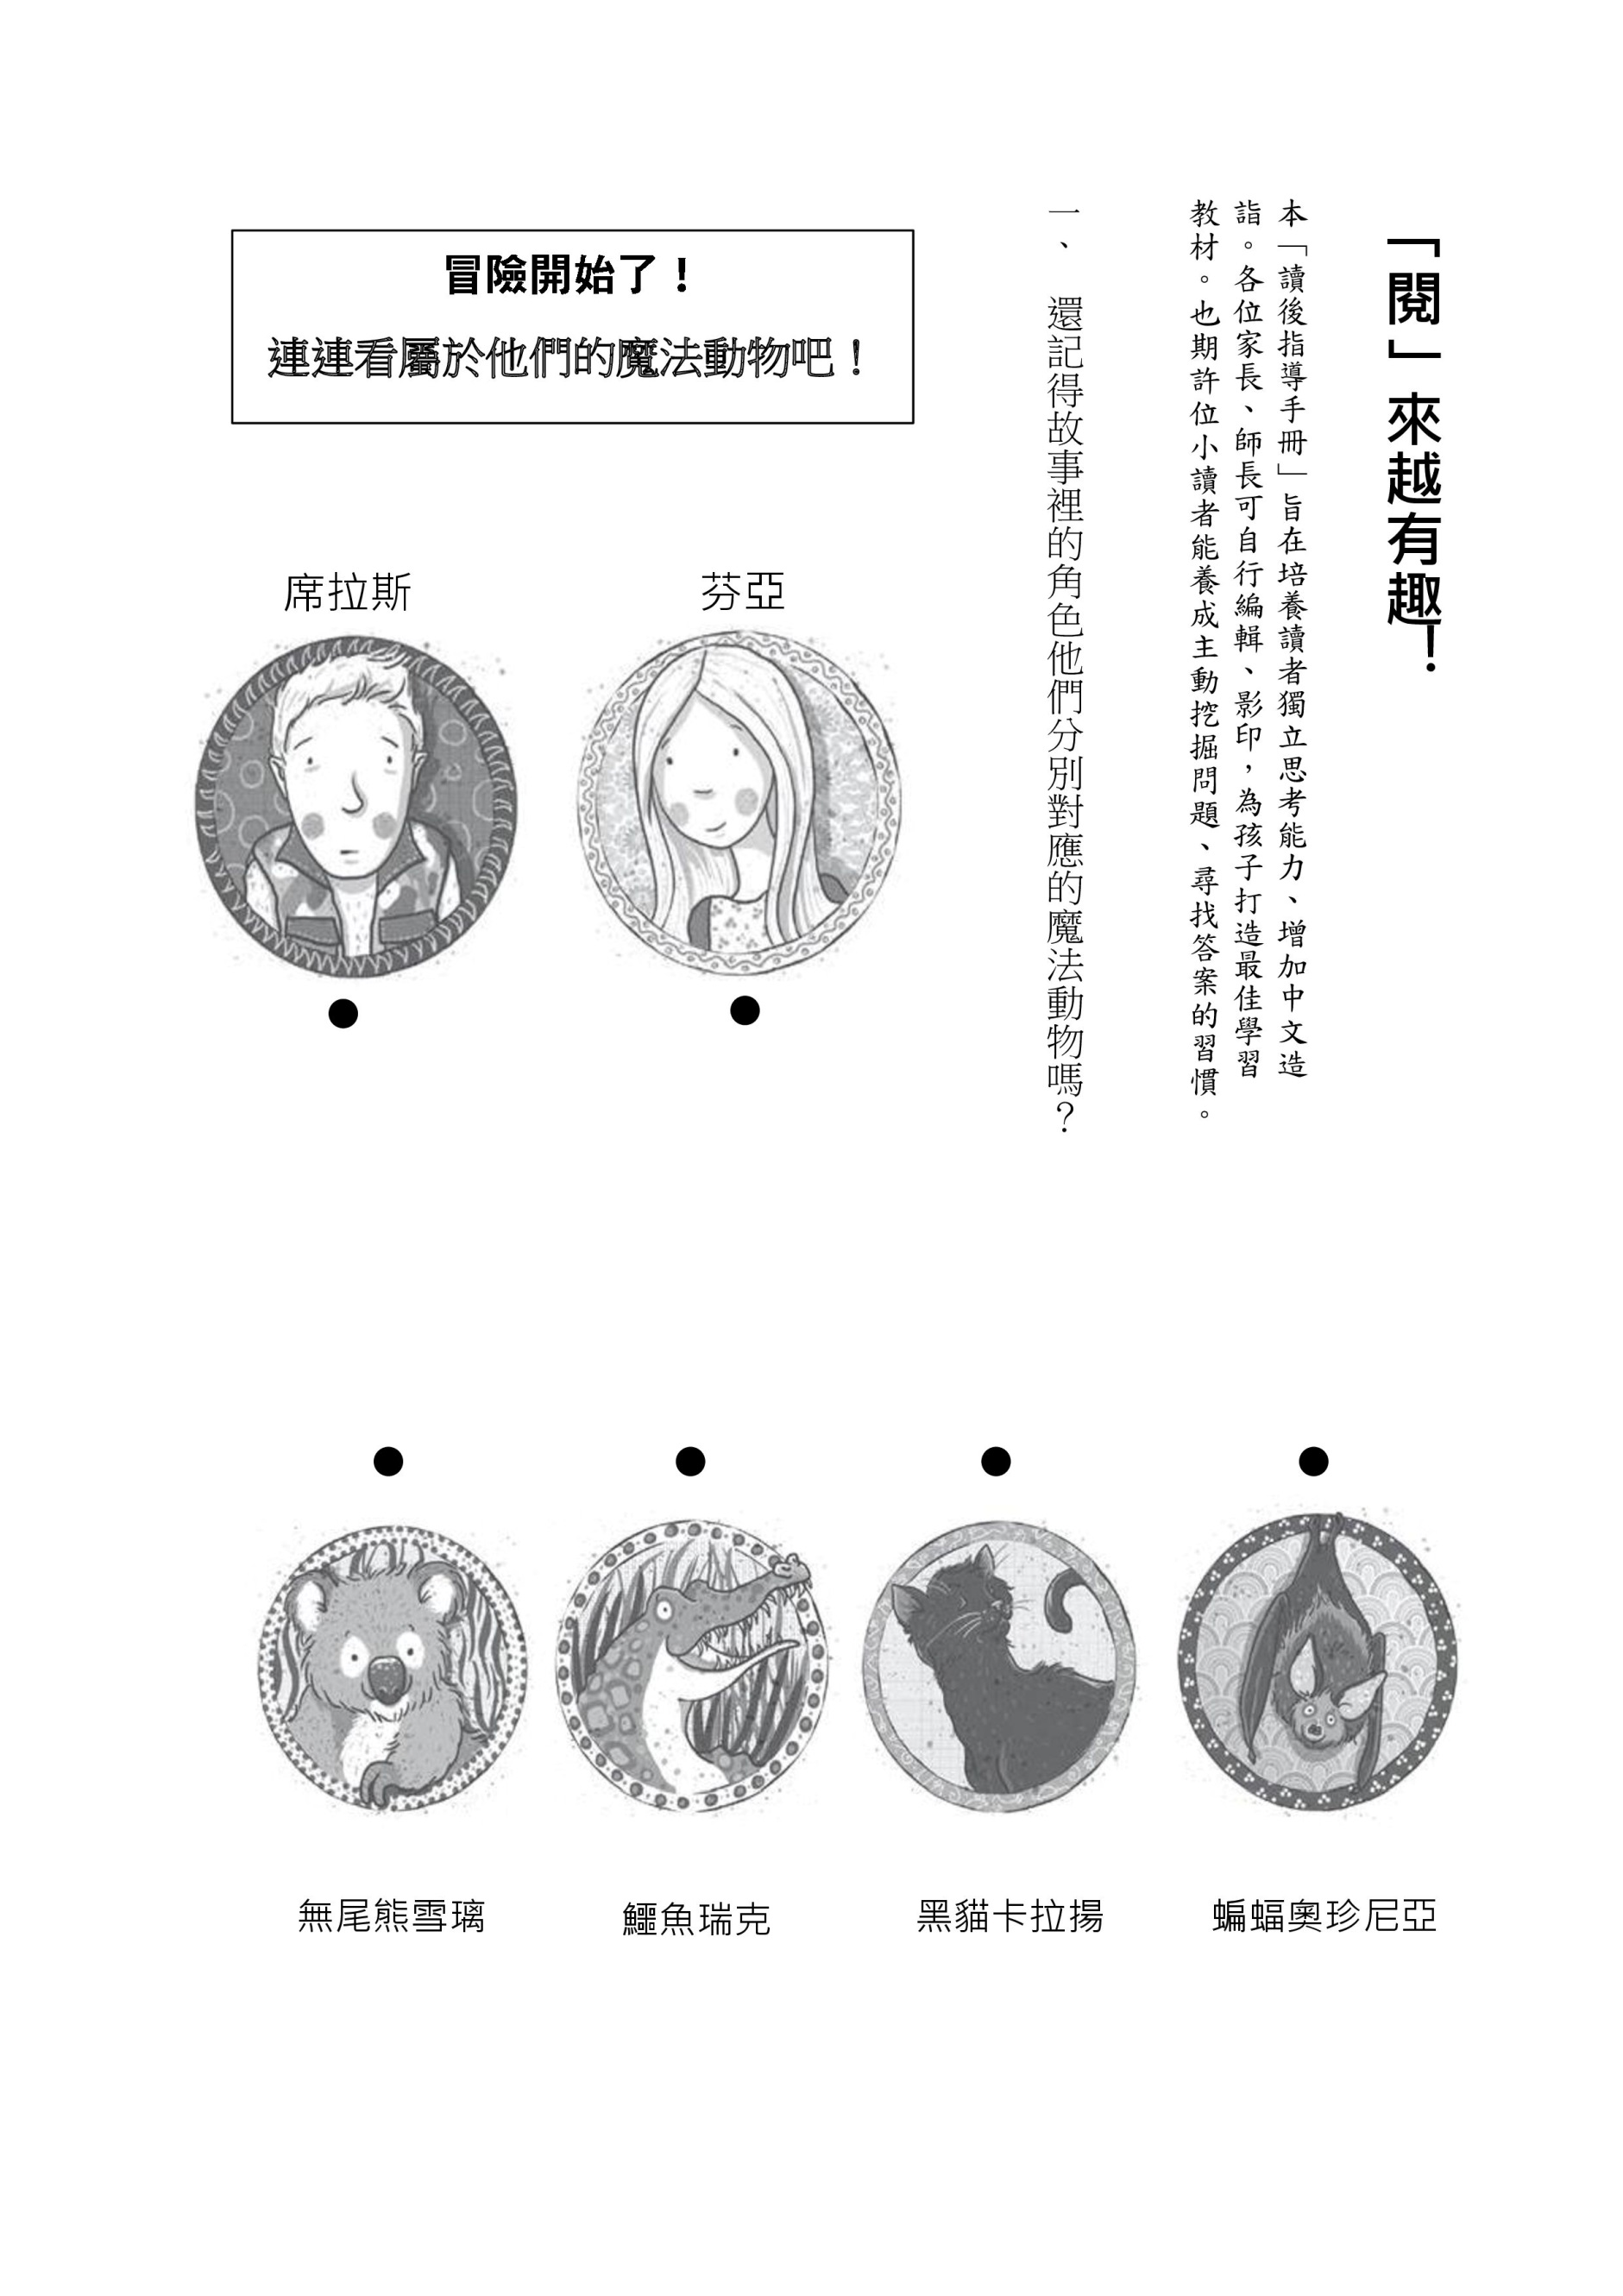 「閱」來越有趣！
本「讀後指導手冊」旨在培養讀者獨立思考能力、增加中文造
詣。各位家長、師長可自行編輯、影印，為孩子打造最佳學習
教材。也期許位小讀者能養成主動挖掘問題、尋找答案的習慣。
一、 還記得故事裡的角色他們分別對應的魔法動物嗎？
冒險開始了！
連連看屬於他們的魔法動物吧！
席拉斯
芬亞
無尾熊雪璃
鱷魚瑞克
黑貓卡拉揚
蝙蝠奧珍尼亞